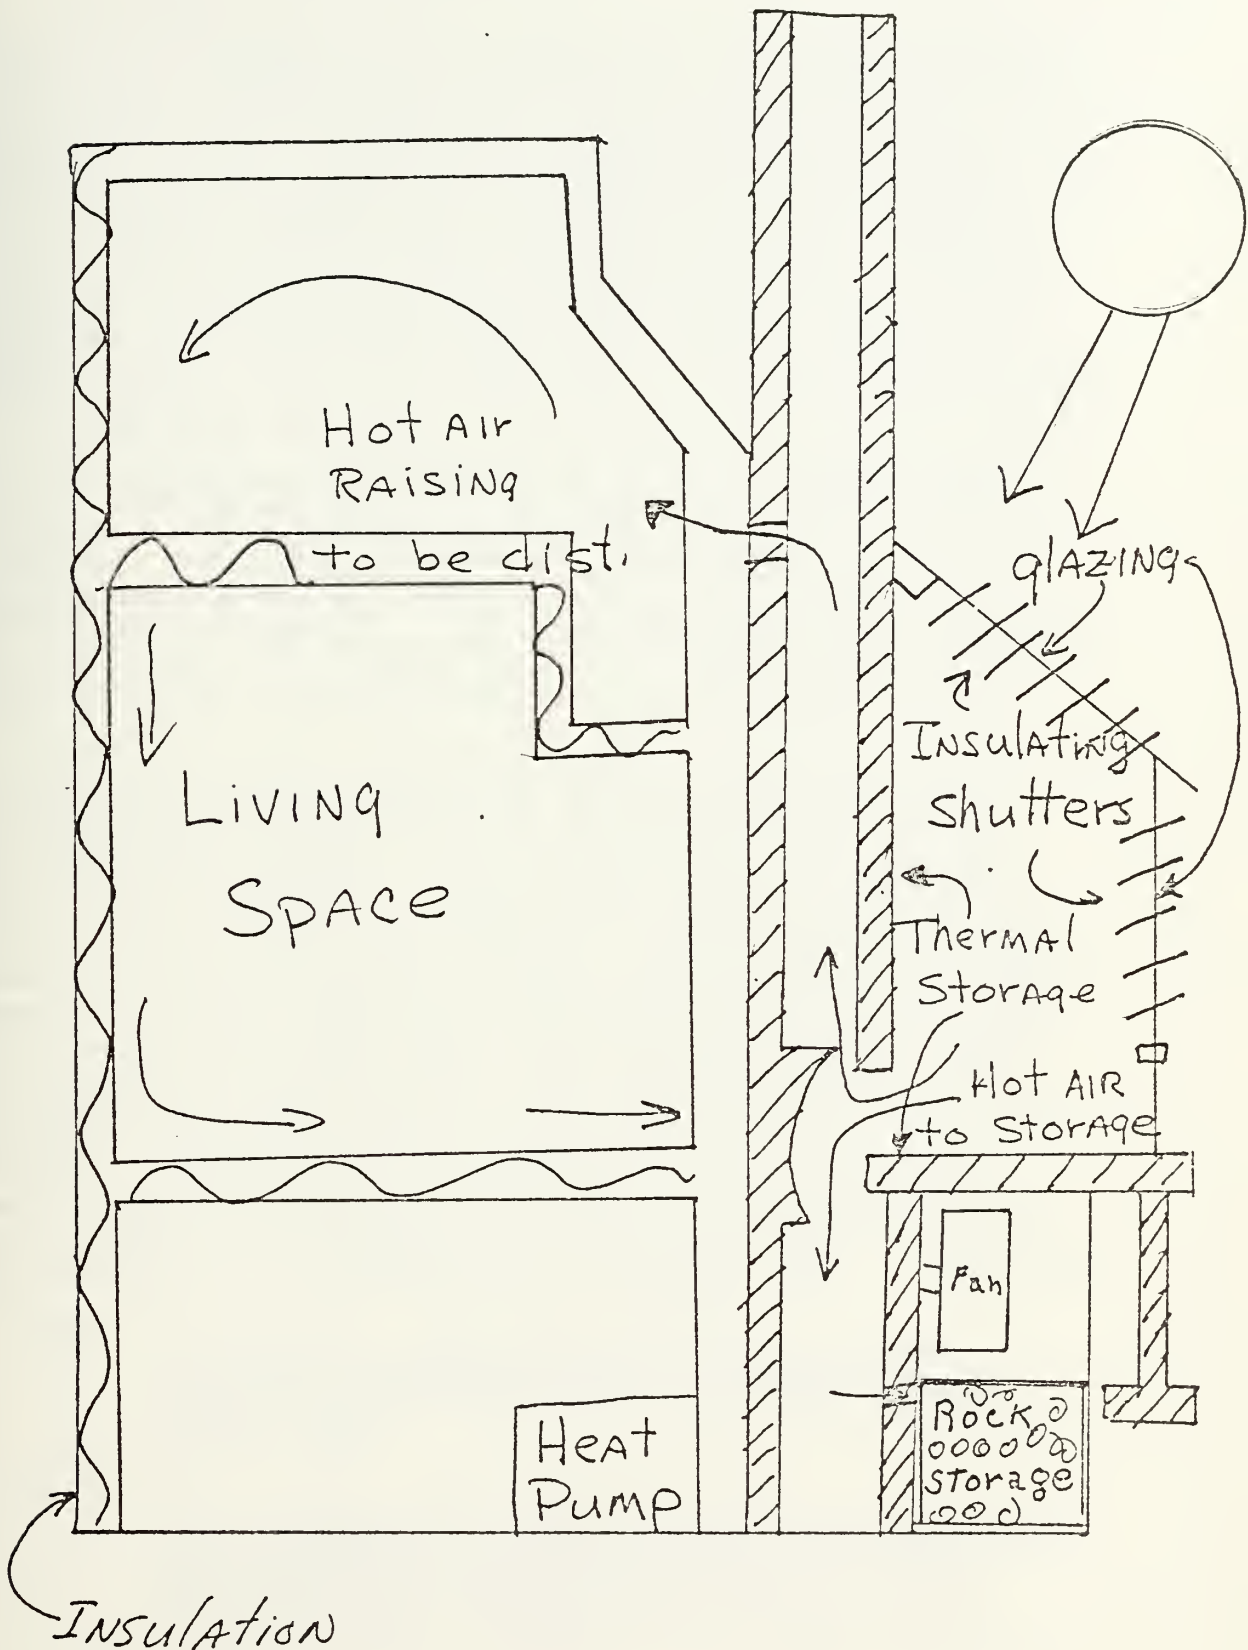 Hot Air
Raising
to be dist.
glazing
Insulating
Shutters
Living
Space
Thermal
Storage
Hot Air
to Storage
Fan
Rock
Storage
Heat
Pump
Insulation